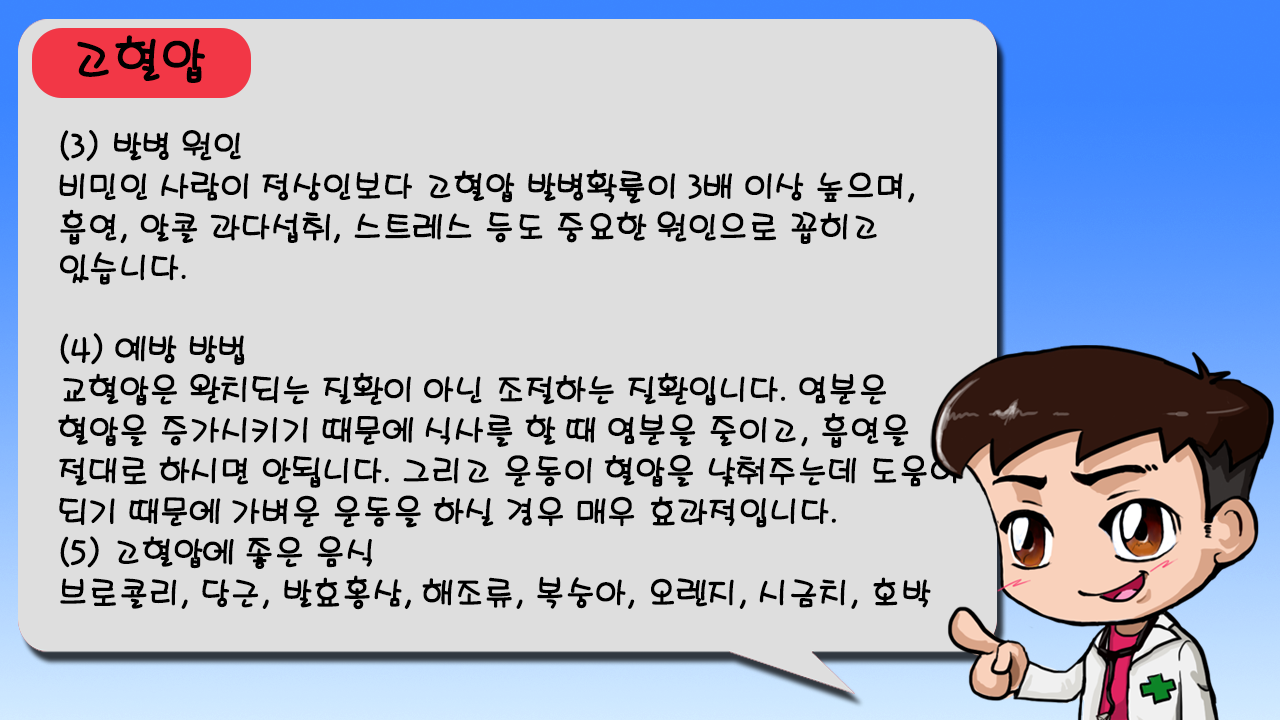 고혈압
(3) 발병 원인
비민인 사람이 정상인보다 고혈압 발병확률이 3배 이상 높으며,
흡연, 알콜 과다섭취, 스트레스 등도 중요한 원인으로 꼽히고
있습니다.
(4) 예방 방법
교혈압은 완치되는 질환이 아닌 조절하는 질환입니다. 염분은
혈압을 증가시키기 때문에 식사를 할 때 염분을 줄이고, 흡연을
절대로 하시면 안됩니다. 그리고 운동이 혈압을 낮춰주는데 도움이
되기 때문에 가벼운 운동을 하실 경우 매우 효과적입니다.
(5) 고혈압에 좋은 음식
브로콜리, 당근, 발효홍삼, 해조류, 복숭아, 오렌지, 시금치, 호박